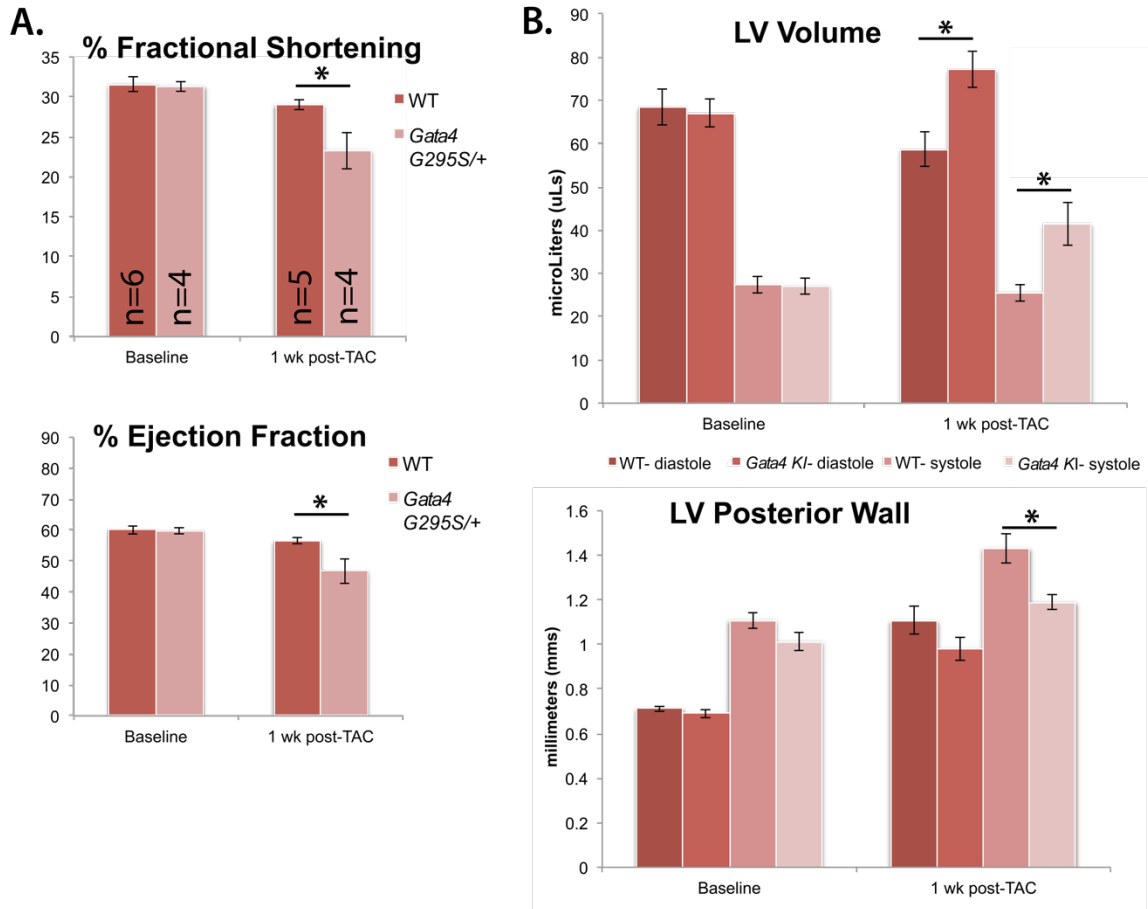 A.
% Fractional Shortening
35
30
25
20
15
10
5
0
*
WT
Gata4
G295S/+
n=6
n=4
n=5
n=4
Baseline
1 wk post-TAC
% Ejection Fraction
90
80
70
60
50
40
30
20
10
0
*
WT
Gata4
G295S/+
Baseline
1 wk post-TAC
B.
LV Volume
microLiters (uLs)
90
80
70
60
50
40
30
20
10
0
*
*
Baseline
1 wk post-TAC
WT- diastole Gata4 KI- diastole WT- systole Gata4 KI- systole
LV Posterior Wall
millimeters (mms)
1.6
1.4
1.2
1
0.8
0.6
0.4
0.2
0
*
Baseline
1 wk post-TAC